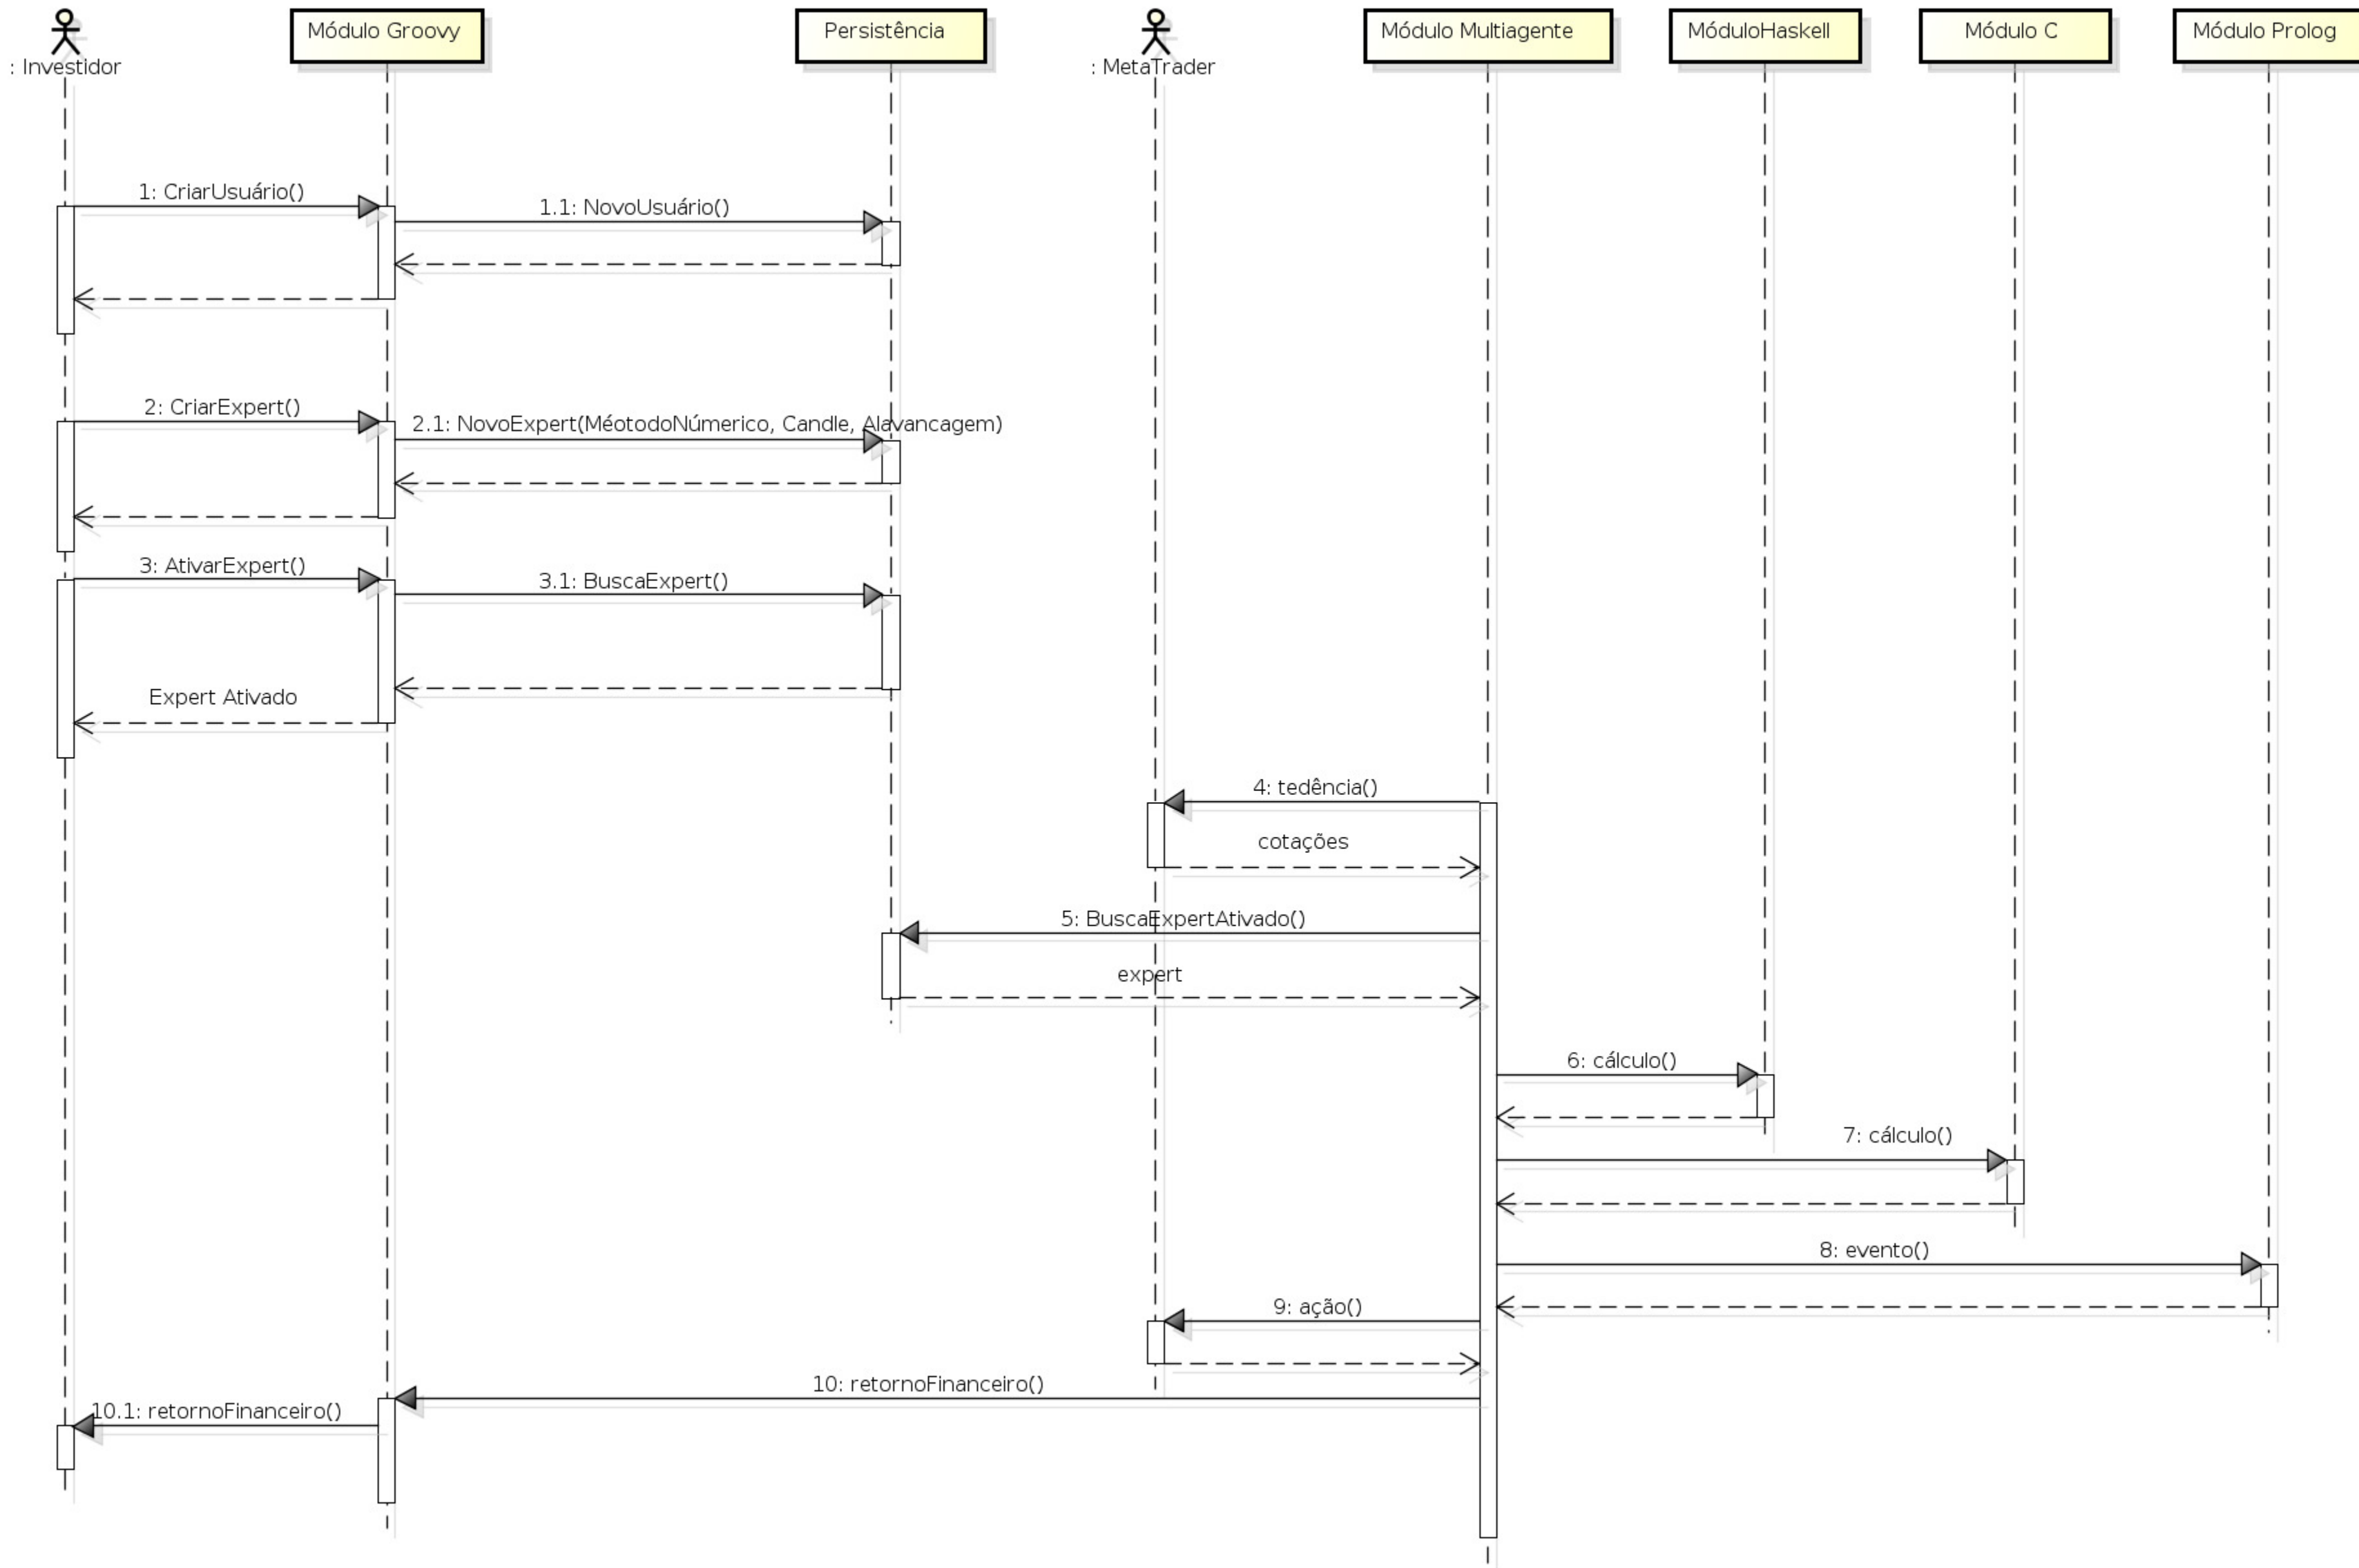 : Investidor
Módulo Groovy
Persistência
: MetaTrader
Módulo Multiagente
MóduloHaskell
Módulo C
Módulo Prolog
1: CriarUsuário()
1.1: NovoUsuário()
2: CriarExpert()
2.1: NovoExpert(MéotodoNúmerico, Candle, Alavancagem)
3: AtivarExpert()
3.1: BuscaExpert()
Expert Ativado
4: tedência()
cotações
5: BuscaExpertAtivado()
expert
6: cálculo()
7: cálculo()
8: evento()
9: ação()
10: retornoFinanceiro()
10.1: retornoFinanceiro()